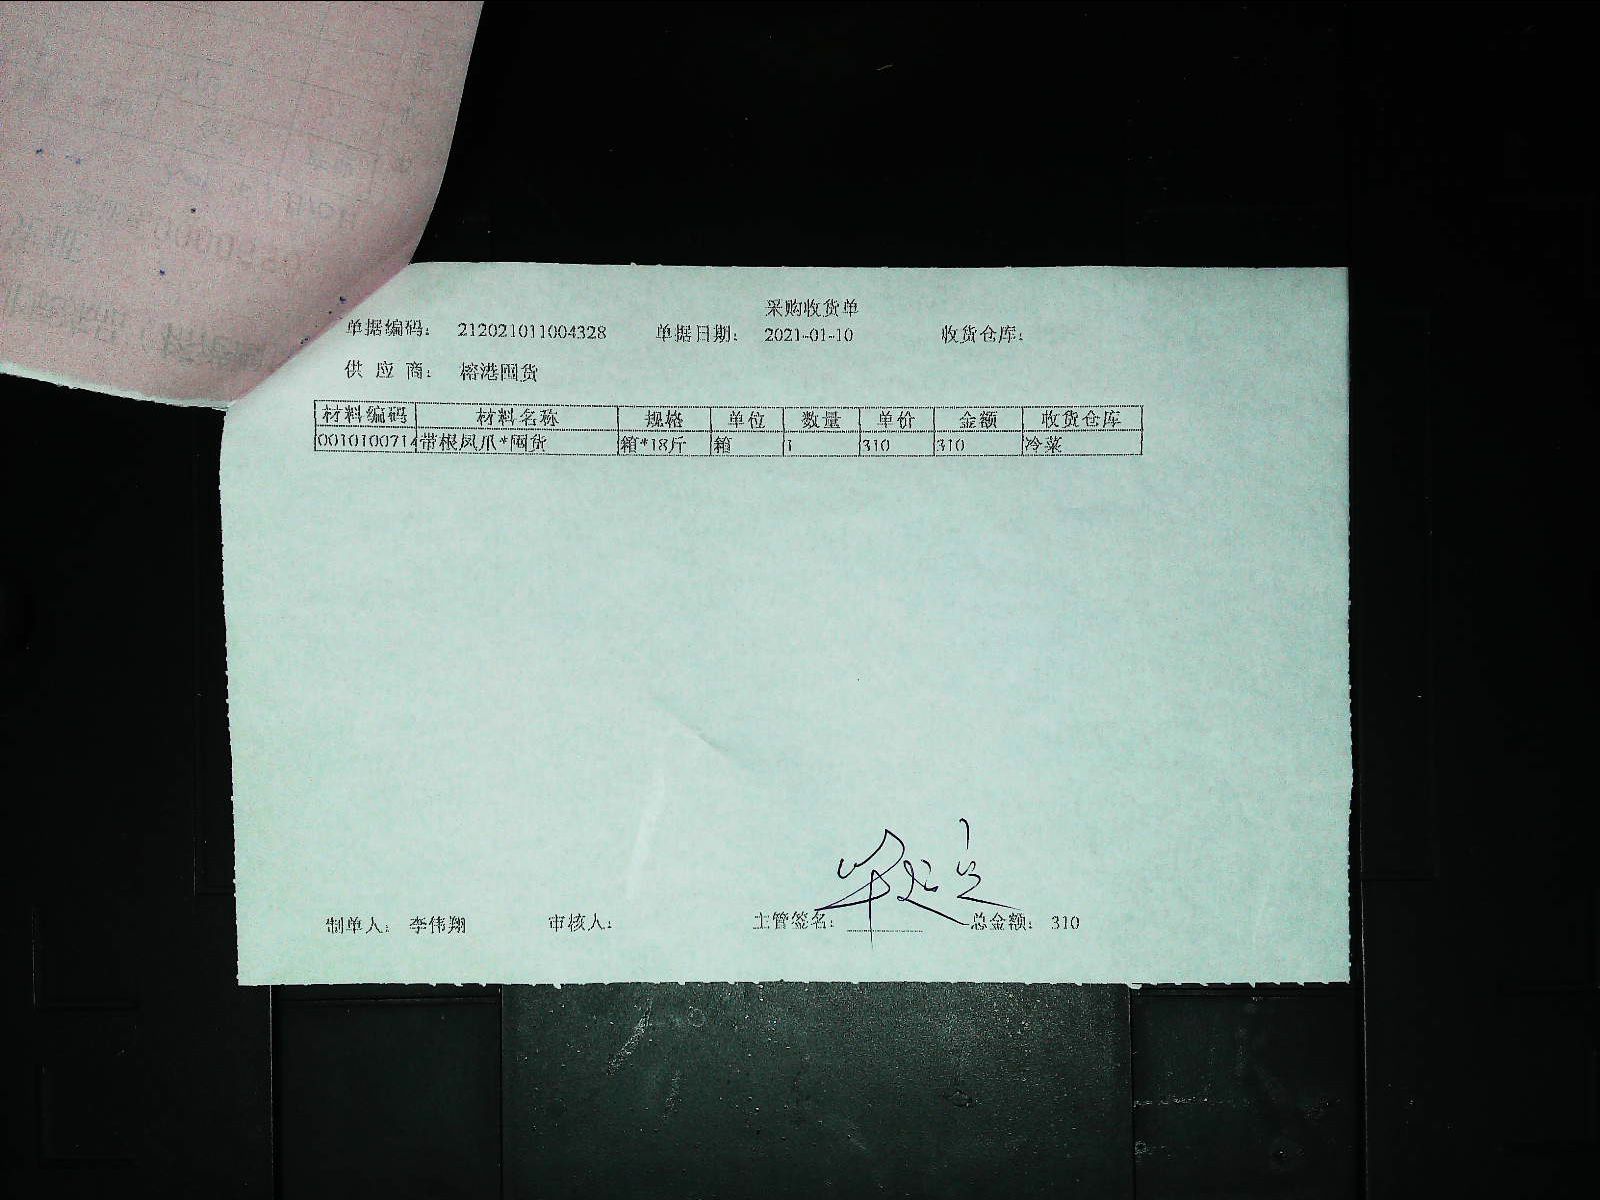 采购收货单
单据编码： 212021011004328 单据日期： 2021-01-10 收货仓库：
供 应 商： 榕港囤货
材料编码 材料名称 规格 单位 数量 单价 金额 收货仓库
0010100714 带根凤爪*囤货 箱*18斤 箱 1 310 310 冷菜
制单人： 李伟翔 审核人： 主管签名： 总金额： 310